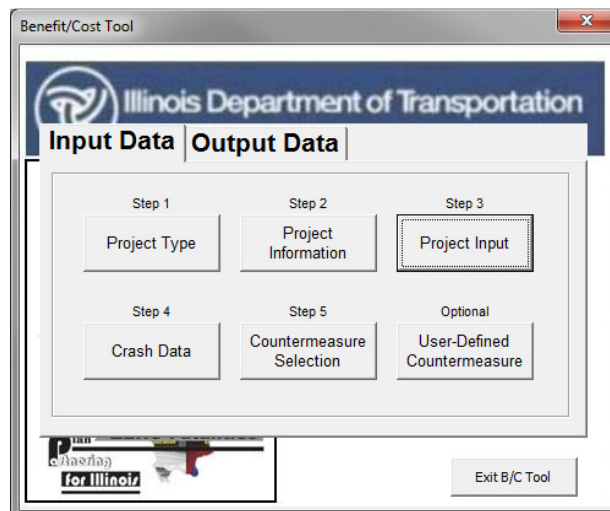 Benefit/Cost Tool
Illinois Department of Transportation
Input Data
Output Data
Step 1
Step 2
Step 3
Project Type
Project
Information
Project Input
Step 4
Step 5
Optional
Crash Data
Countermeasure
Selection
User-Defined
Countermeasure
Plan
for Illinois
Exit B/C Tool